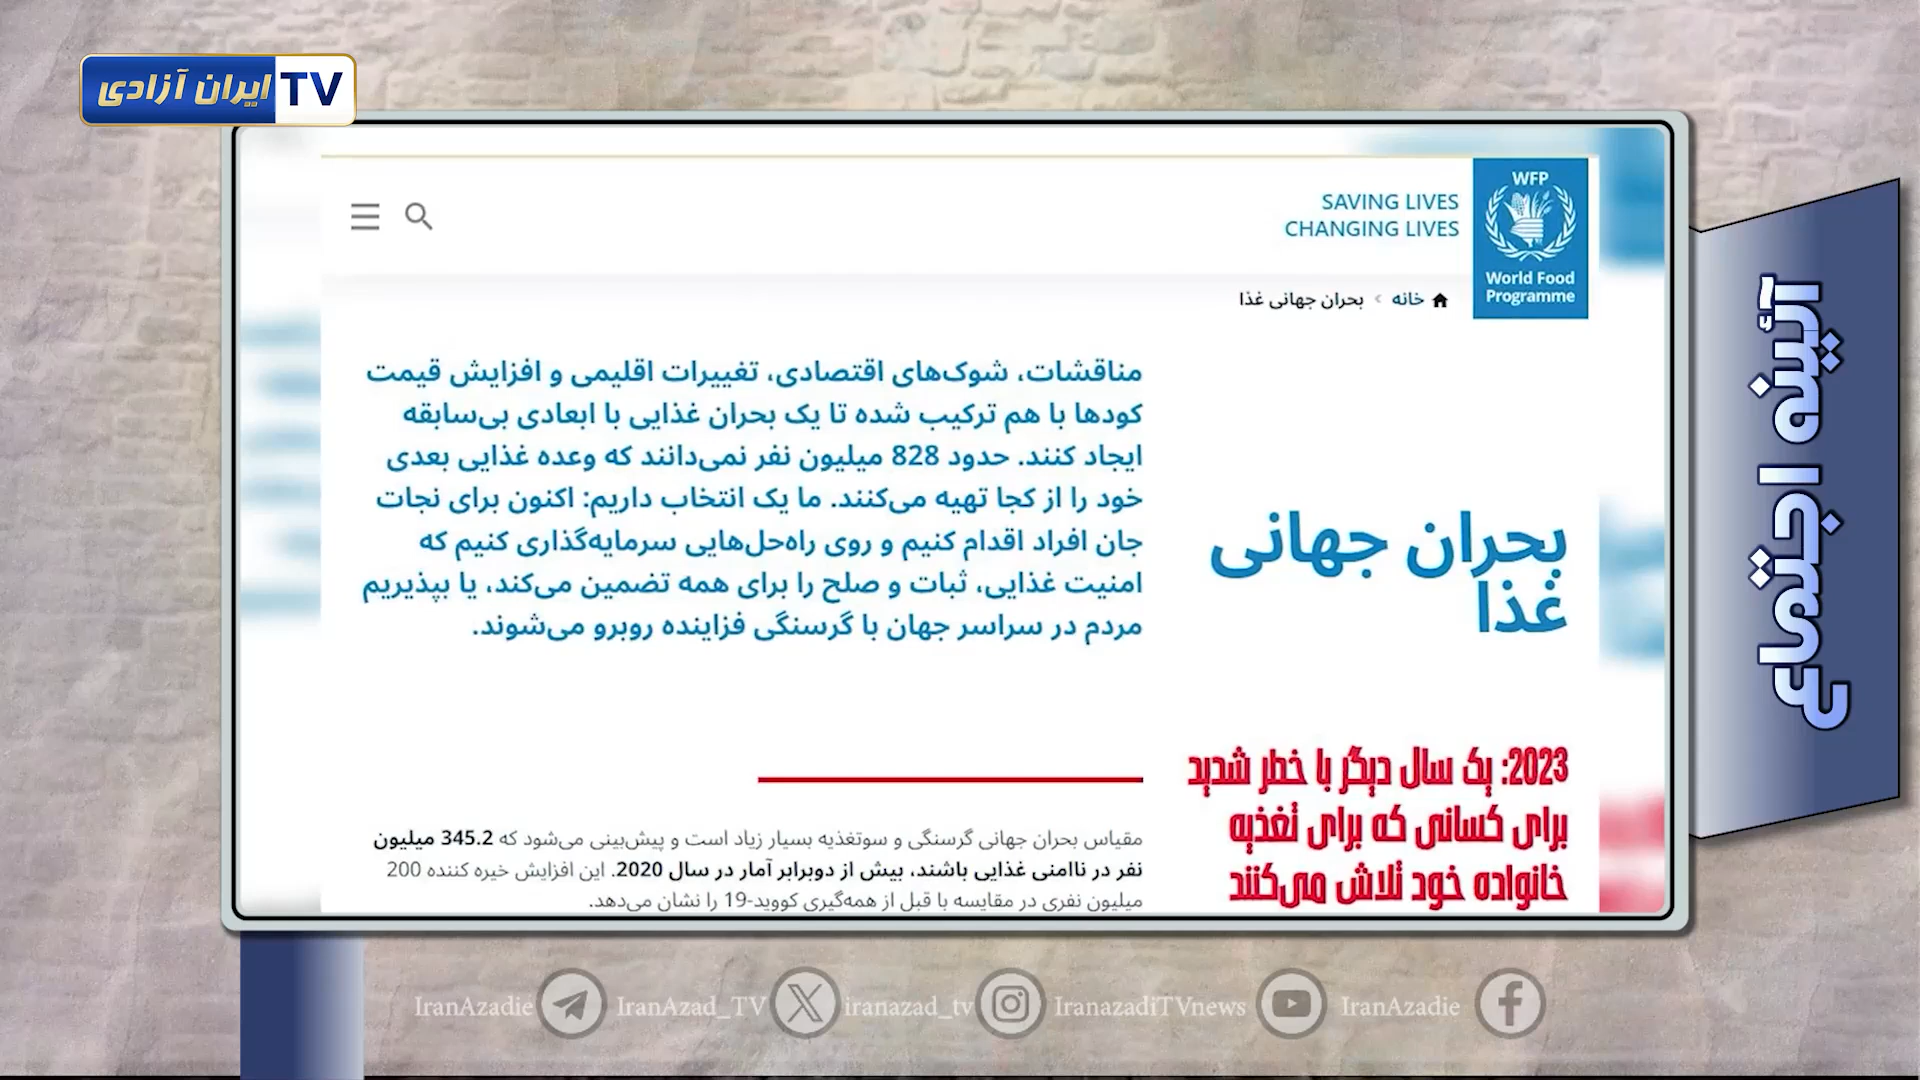 ایران آزادی TV
SAVING LIVES
CHANGING LIVES
WFP
World Food
Programme
خانه › بحران جهانی غذا
بحران جهانی
غذا
مناقشات، شوک‌های اقتصادی، تغییرات اقلیمی و افزایش قیمت
کودها با هم ترکیب شده تا یک بحران غذایی با ابعادی بی‌سابقه
ایجاد کنند. حدود 828 میلیون نفر نمی‌دانند که وعده غذایی بعدی
خود را از کجا تهیه می‌کنند. ما یک انتخاب داریم: اکنون برای نجات
جان افراد اقدام کنیم و روی راه‌حل‌هایی سرمایه‌گذاری کنیم که
امنیت غذایی، ثبات و صلح را برای همه تضمین می‌کند، یا بپذیریم
مردم در سراسر جهان با گرسنگی فزاینده روبرو می‌شوند.
2023: یک سال دیگر با خطر شدید
برای کسانی که برای تغذیه
خانواده خود تلاش می‌کنند
مقیاس بحران جهانی گرسنگی و سوتغذیه بسیار زیاد است و پیش‌بینی می‌شود که 345.2 میلیون
نفر در ناامنی غذایی باشند، بیش از دوبرابر آمار در سال 2020. این افزایش خیره کننده 200
میلیون نفری در مقایسه با قبل از همه‌گیری کووید-19 را نشان می‌دهد.
آئینه اجتماع
IranAzadie
IranAzad_TV
iranazad_tv
IranazadiTVnews
IranAzadie